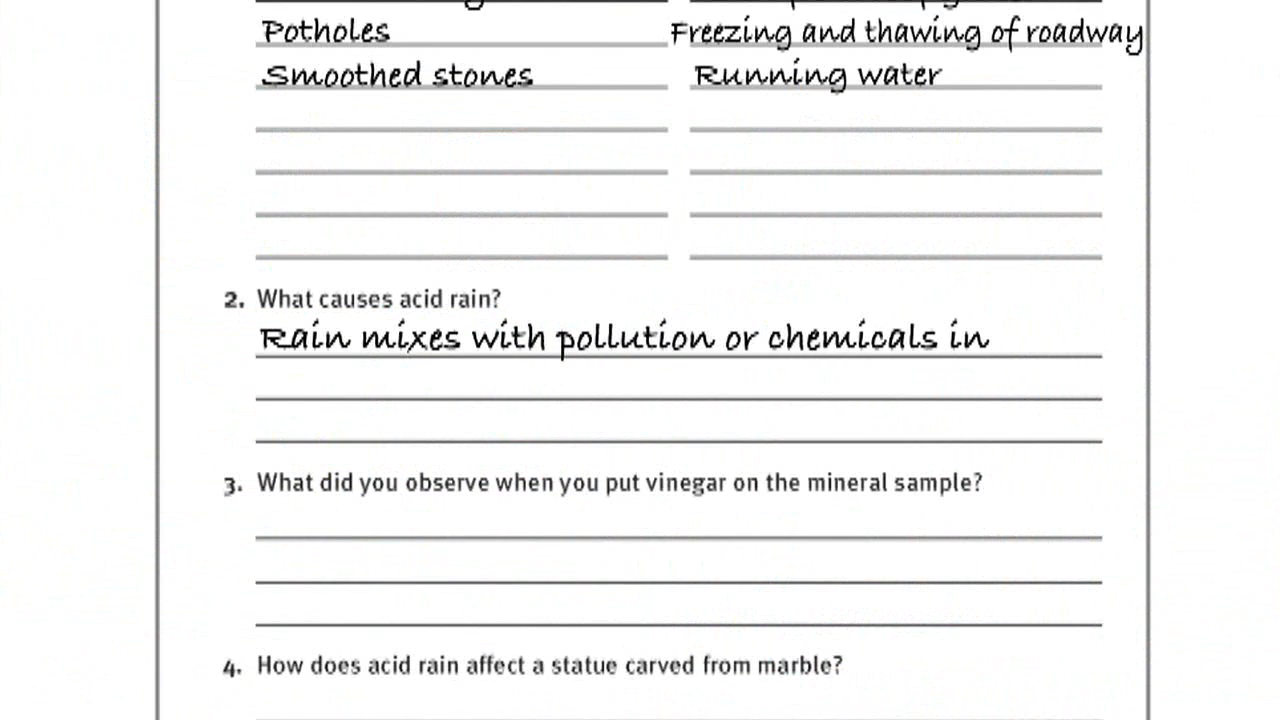 Potholes Freezing and thawing of roadway
Smoothed stones Running water
2. What causes acid rain?
Rain mixes with pollution or chemicals in
3. What did you observe when you put vinegar on the mineral sample?
4. How does acid rain affect a statue carved from marble?